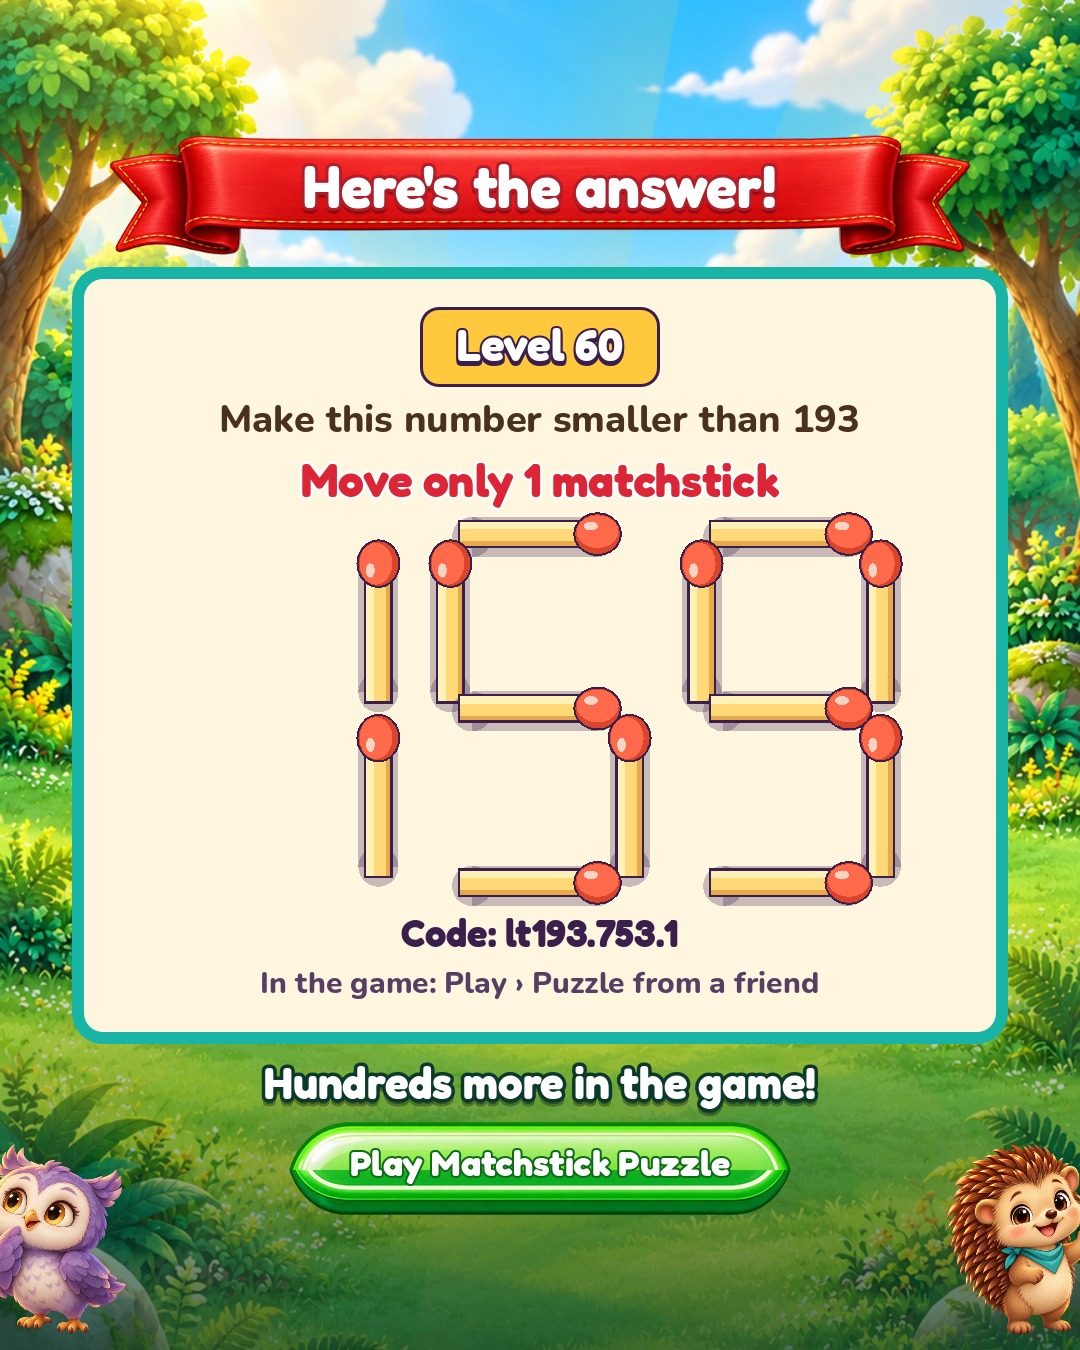 Here's the answer!
Level 60
Make this number smaller than 193
Move only 1 matchstick
159
Code: lt193.753.1
In the game: Play › Puzzle from a friend
Hundreds more in the game!
Play Matchstick Puzzle